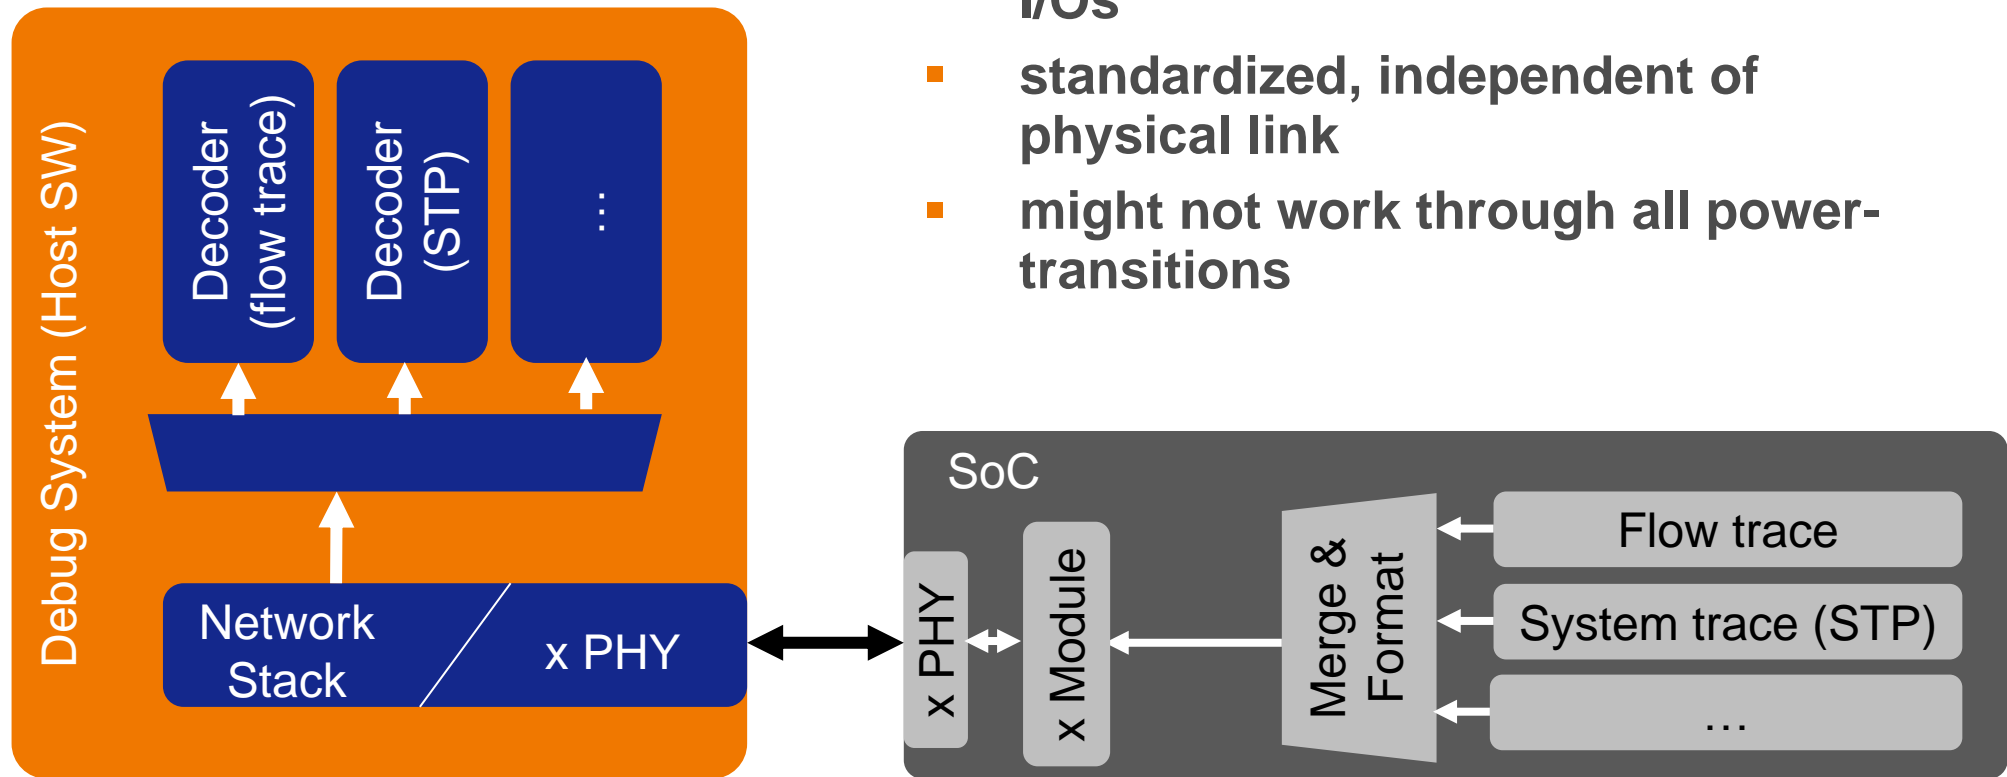 I/Os
▪ standardized, independent of
physical link
▪ might not work through all power-
transitions
Debug System (Host SW)
Decoder
(flow trace)
Decoder
(STP)
…
Network
Stack
x PHY
SoC
x PHY
x Module
Merge &
Format
Flow trace
System trace (STP)
…